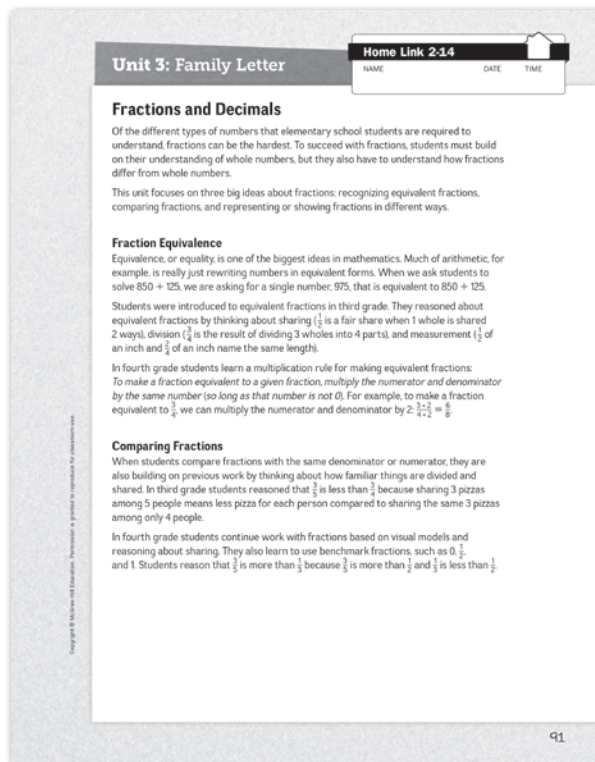 Unit 3: Family Letter
Home Link 2-14
NAME DATE TIME
Fractions and Decimals
Of the different types of numbers that elementary school students are required to
understand, fractions can be the hardest. To succeed with fractions, students must build
on their understanding of whole numbers, but they also have to understand how fractions
differ from whole numbers.
This unit focuses on three big ideas about fractions: recognizing equivalent fractions,
comparing fractions, and representing or showing fractions in different ways.
Fraction Equivalence
Equivalence, or equality, is one of the biggest ideas in mathematics. Much of arithmetic, for
example, is really just rewriting numbers in equivalent forms. When we ask students to
solve 850 + 125, we are asking for a single number, 975, that is equivalent to 850 + 125.
Students were introduced to equivalent fractions in third grade. They reasoned about
equivalent fractions by thinking about sharing (1/2 is a fair share when 1 whole is shared
2 ways), division (3/4 is the result of dividing 3 wholes into 4 parts), and measurement (1/2 of
an inch and 2/4 of an inch name the same length).
In fourth grade students learn a multiplication rule for making equivalent fractions:
To make a fraction equivalent to a given fraction, multiply the numerator and denominator
by the same number (so long as that number is not 0). For example, to make a fraction
equivalent to 3/4, we can multiply the numerator and denominator by 2: 3*2/4*2 = 6/8.
Comparing Fractions
When students compare fractions with the same denominator or numerator, they are
also building on previous work by thinking about how familiar things are divided and
shared. In third grade students reasoned that 3/5 is less than 3/4 because sharing 3 pizzas
among 5 people means less pizza for each person compared to sharing the same 3 pizzas
among only 4 people.
In fourth grade students continue work with fractions based on visual models and
reasoning about sharing. They also learn to use benchmark fractions, such as 0, 1/2,
and 1. Students reason that 3/5 is more than 1/3 because 3/5 is more than 1/2 and 1/3 is less than 1/2.
Copyright © McGraw-Hill Education. Permission is granted to reproduce for classroom use.
91